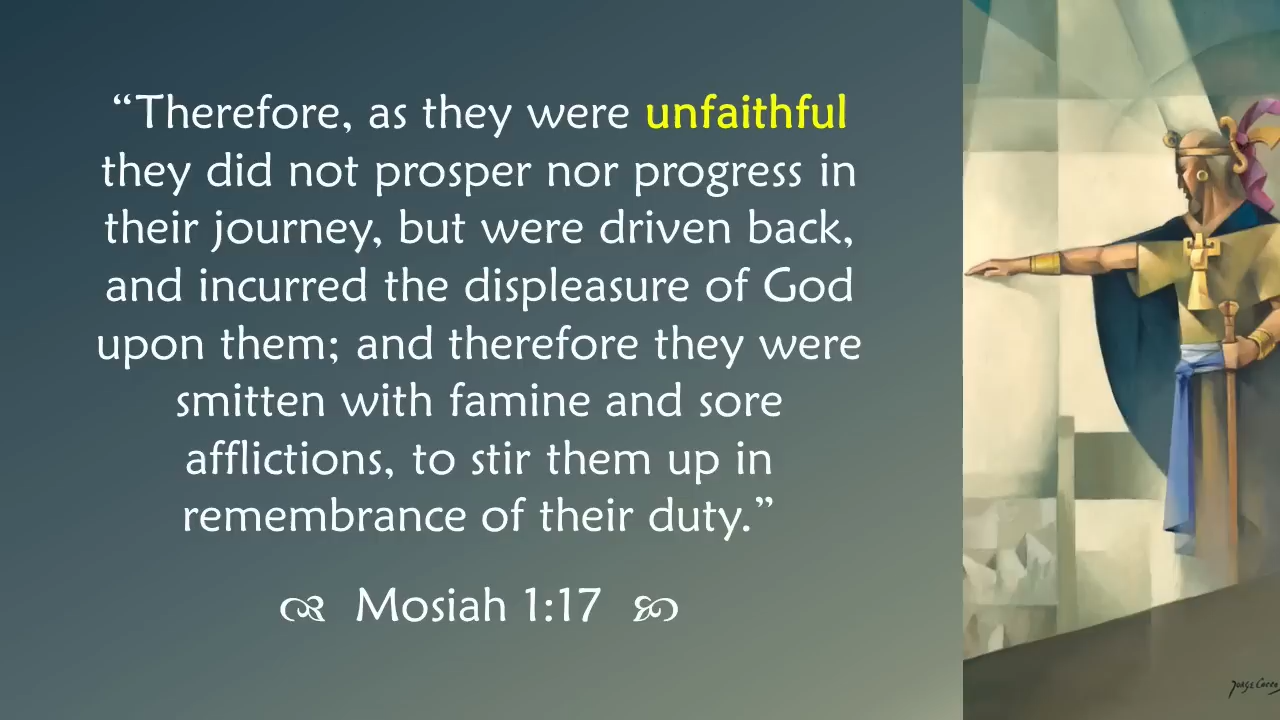 “Therefore, as they were unfaithful
they did not prosper nor progress in
their journey, but were driven back,
and incurred the displeasure of God
upon them; and therefore they were
smitten with famine and sore
afflictions, to stir them up in
remembrance of their duty.”
Mosiah 1:17
Jorge Cocco